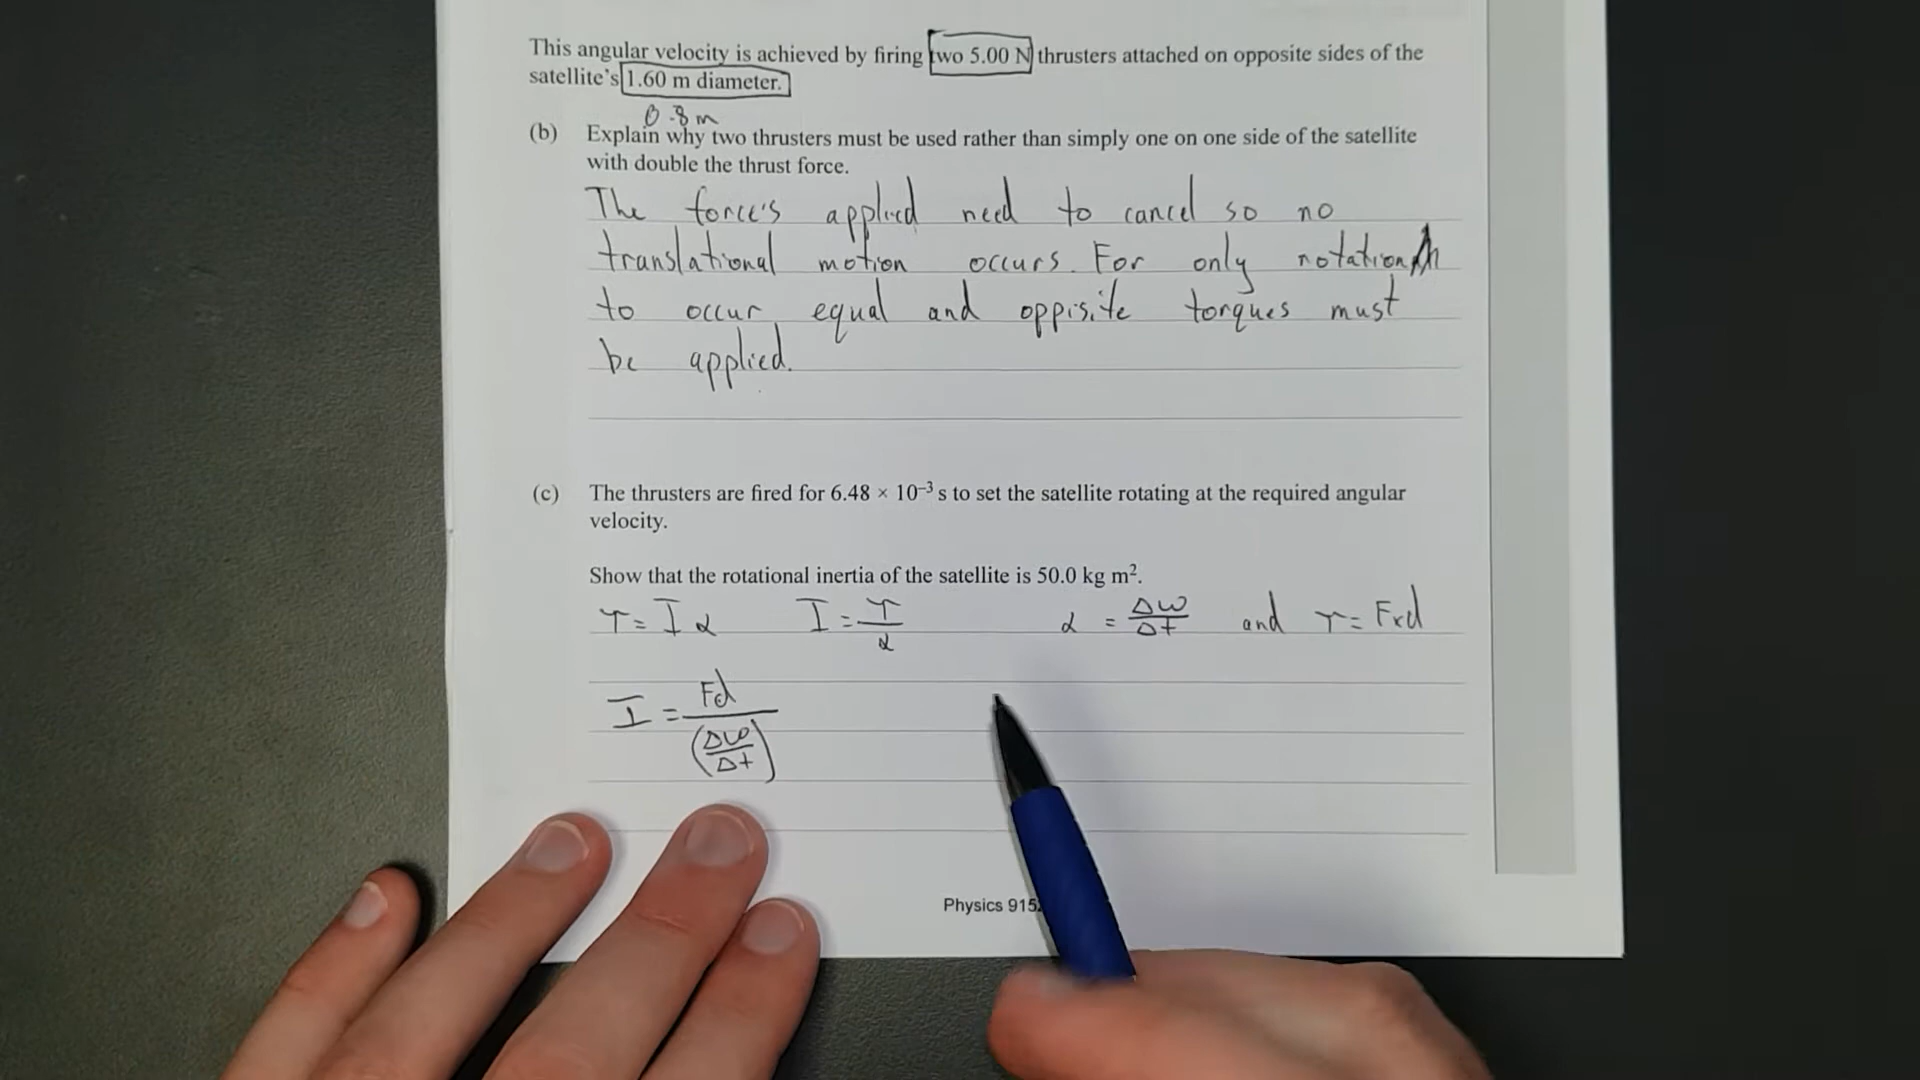 This angular velocity is achieved by firing two 5.00 N thrusters attached on opposite sides of the
satellite's 1.60 m diameter.
0.8 m
(b) Explain why two thrusters must be used rather than simply one on one side of the satellite
with double the thrust force.
The force's applied need to cancel so no
translational motion occurs. For only rotation
to occur equal and oppisite torques must
be applied.
(c) The thrusters are fired for 6.48 × 10⁻³ s to set the satellite rotating at the required angular
velocity.
Show that the rotational inertia of the satellite is 50.0 kg m².
τ = Iα I = τ/α α = Δω/Δt and τ = Fxd
I = Fd/(Δω/Δt)
Physics 915